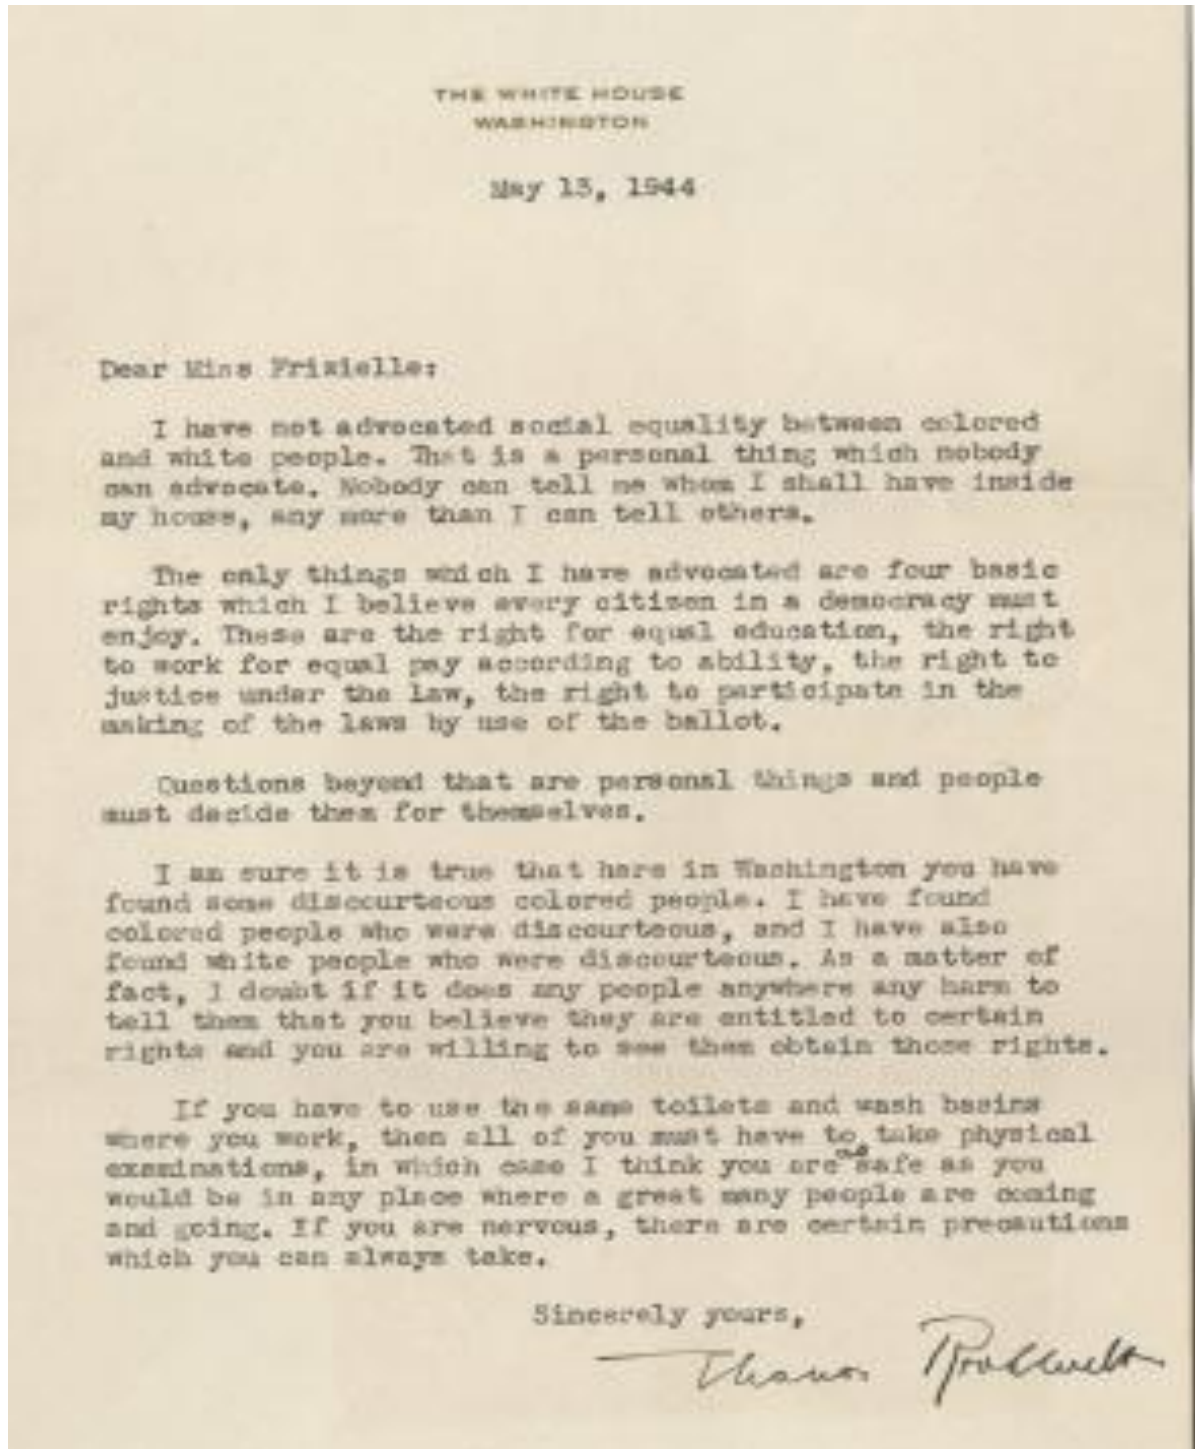 THE WHITE HOUSE
WASHINGTON
May 13, 1944
Dear Miss Frizielle:
I have not advocated social equality between colored
and white people. That is a personal thing which nobody
can advocate. Nobody can tell me whom I shall have inside
my house, any more than I can tell others.
The only things which I have advocated are four basic
rights which I believe every citizen in a democracy must
enjoy. These are the right for equal education, the right
to work for equal pay according to ability, the right to
justice under the law, the right to participate in the
making of the laws by use of the ballot.
Questions beyond that are personal things and people
must decide them for themselves.
I am sure it is true that here in Washington you have
found some discourteous colored people. I have found
colored people who were discourteous, and I have also
found white people who were discourteous. As a matter of
fact, I doubt if it does any people anywhere any harm to
tell them that you believe they are entitled to certain
rights and you are willing to see them obtain those rights.
If you have to use the same toilets and wash basins
where you work, then all of you must have to take physical
examinations, in which case I think you are as safe as you
would be in any place where a great many people are coming
and going. If you are nervous, there are certain precautions
which you can always take.
Sincerely yours,
Eleanor Roosevelt